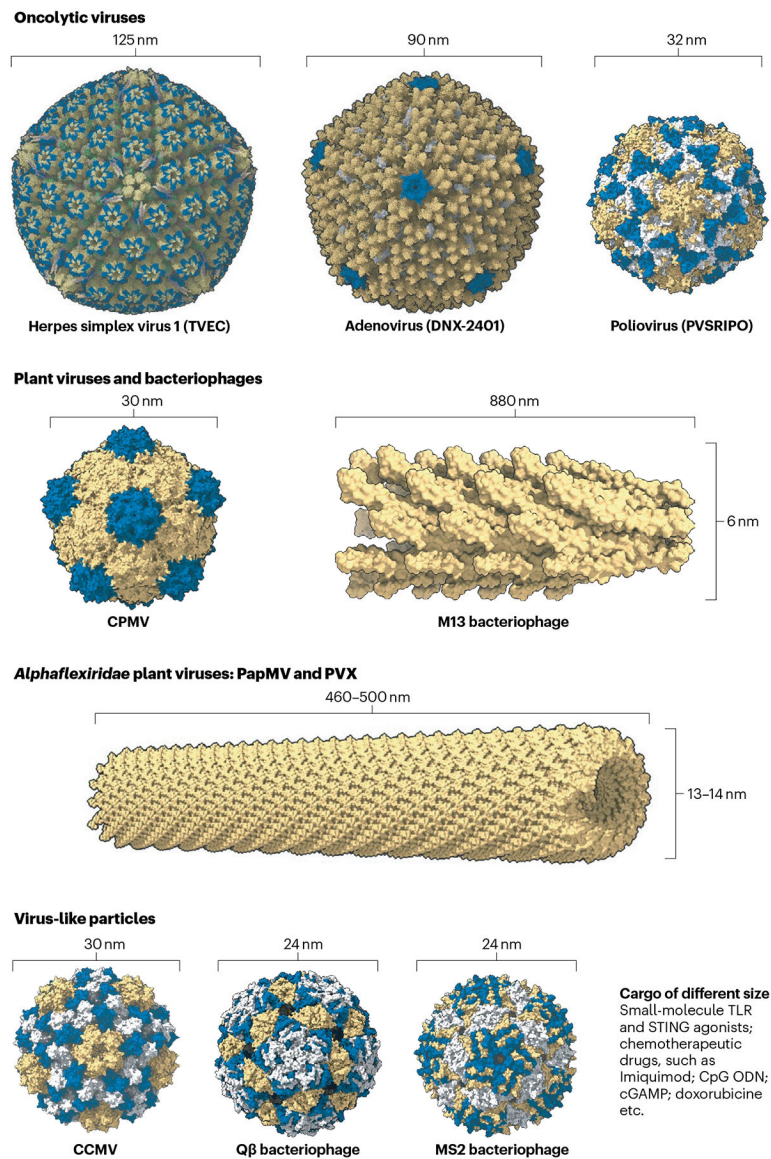 Oncolytic viruses
125 nm
90 nm
32 nm
Herpes simplex virus 1 (TVEC)
Adenovirus (DNX-2401)
Poliovirus (PVSRIPO)
Plant viruses and bacteriophages
30 nm
880 nm
6 nm
CPMV
M13 bacteriophage
Alphaflexiridae plant viruses: PapMV and PVX
460–500 nm
13–14 nm
Virus-like particles
30 nm
24 nm
24 nm
CCMV
Qβ bacteriophage
MS2 bacteriophage
Cargo of different size
Small-molecule TLR
and STING agonists;
chemotherapeutic
drugs, such as
Imiquimod; CpG ODN;
cGAMP; doxorubicine
etc.